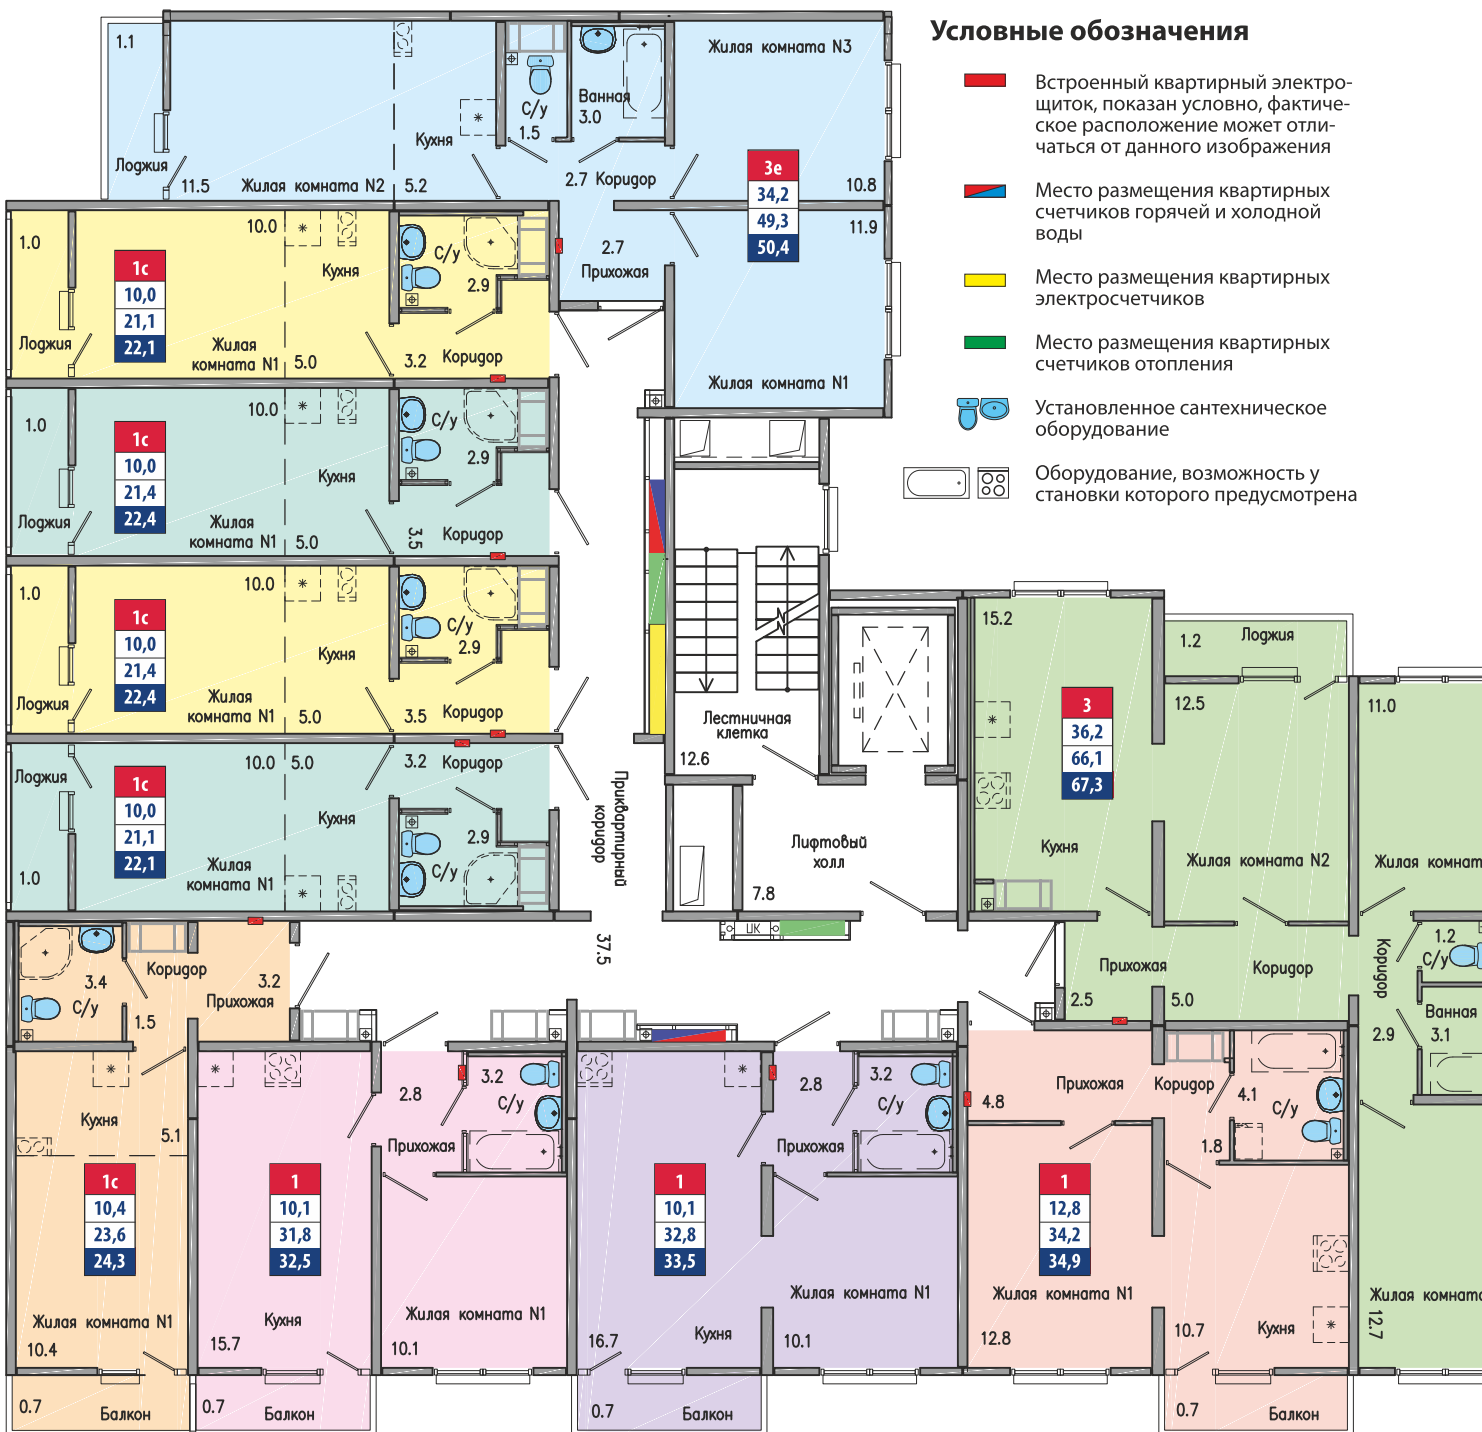 Условные обозначения
Встроенный квартирный электро-
щиток, показан условно, фактиче-
ское расположение может отли-
чаться от данного изображения
Место размещения квартирных
счетчиков горячей и холодной
воды
Место размещения квартирных
электросчетчиков
Место размещения квартирных
счетчиков отопления
Установленное сантехническое
оборудование
Оборудование, возможность у
становки которого предусмотрена
1.1
Лоджия
11.5
Жилая комната N2
5.2
Кухня
С/у
1.5
Ванная
3.0
Жилая комната N3
10.8
2.7 Коридор
3е
34,2
49,3
50,4
11.9
2.7
Прихожая
Жилая комната N1
1.0
Лоджия
1с
10,0
21,1
22,1
10.0
Кухня
Жилая
комната N1
5.0
С/у
2.9
3.2
Коридор
1.0
Лоджия
1с
10,0
21,4
22,4
10.0
Кухня
Жилая
комната N1
5.0
С/у
2.9
3.5
Коридор
1.0
Лоджия
1с
10,0
21,4
22,4
10.0
Кухня
Жилая
комната N1
5.0
С/у
2.9
3.5
Коридор
Лоджия
1.0
1с
10,0
21,1
22,1
10.0
5.0
Кухня
Жилая
комната N1
3.2
Коридор
2.9
С/у
Приквартирный
коридор
37.5
Лестничная
клетка
12.6
Лифтовый
холл
7.8
ЦК
15.2
Кухня
3
36,2
66,1
67,3
1.2
Лоджия
12.5
Жилая комната N2
11.0
Жилая комнат
Прихожая
2.5
Коридор
5.0
Коридор
2.9
1.2
С/у
Ванная
3.1
Жилая комната
12.7
3.4
С/у
Коридор
1.5
3.2
Прихожая
Кухня
5.1
1с
10,4
23,6
24,3
Жилая комната N1
10.4
0.7
Балкон
1
10,1
31,8
32,5
Кухня
15.7
2.8
Прихожая
3.2
С/у
Жилая комната N1
10.1
0.7
Балкон
1
10,1
32,8
33,5
16.7
Кухня
2.8
Прихожая
3.2
С/у
Жилая комната N1
10.1
0.7
Балкон
4.8
Прихожая
Коридор
1.8
4.1
С/у
1
12,8
34,2
34,9
Жилая комната N1
12.8
10.7
Кухня
0.7
Балкон